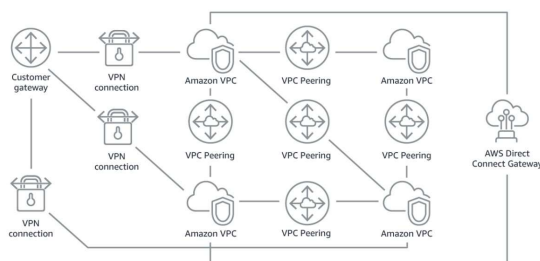 Customer
gateway
VPN
connection
Amazon VPC
VPC Peering
Amazon VPC
VPN
connection
VPC Peering
VPC Peering
VPC Peering
AWS Direct
Connect Gateway
VPN
connection
Amazon VPC
VPC Peering
Amazon VPC